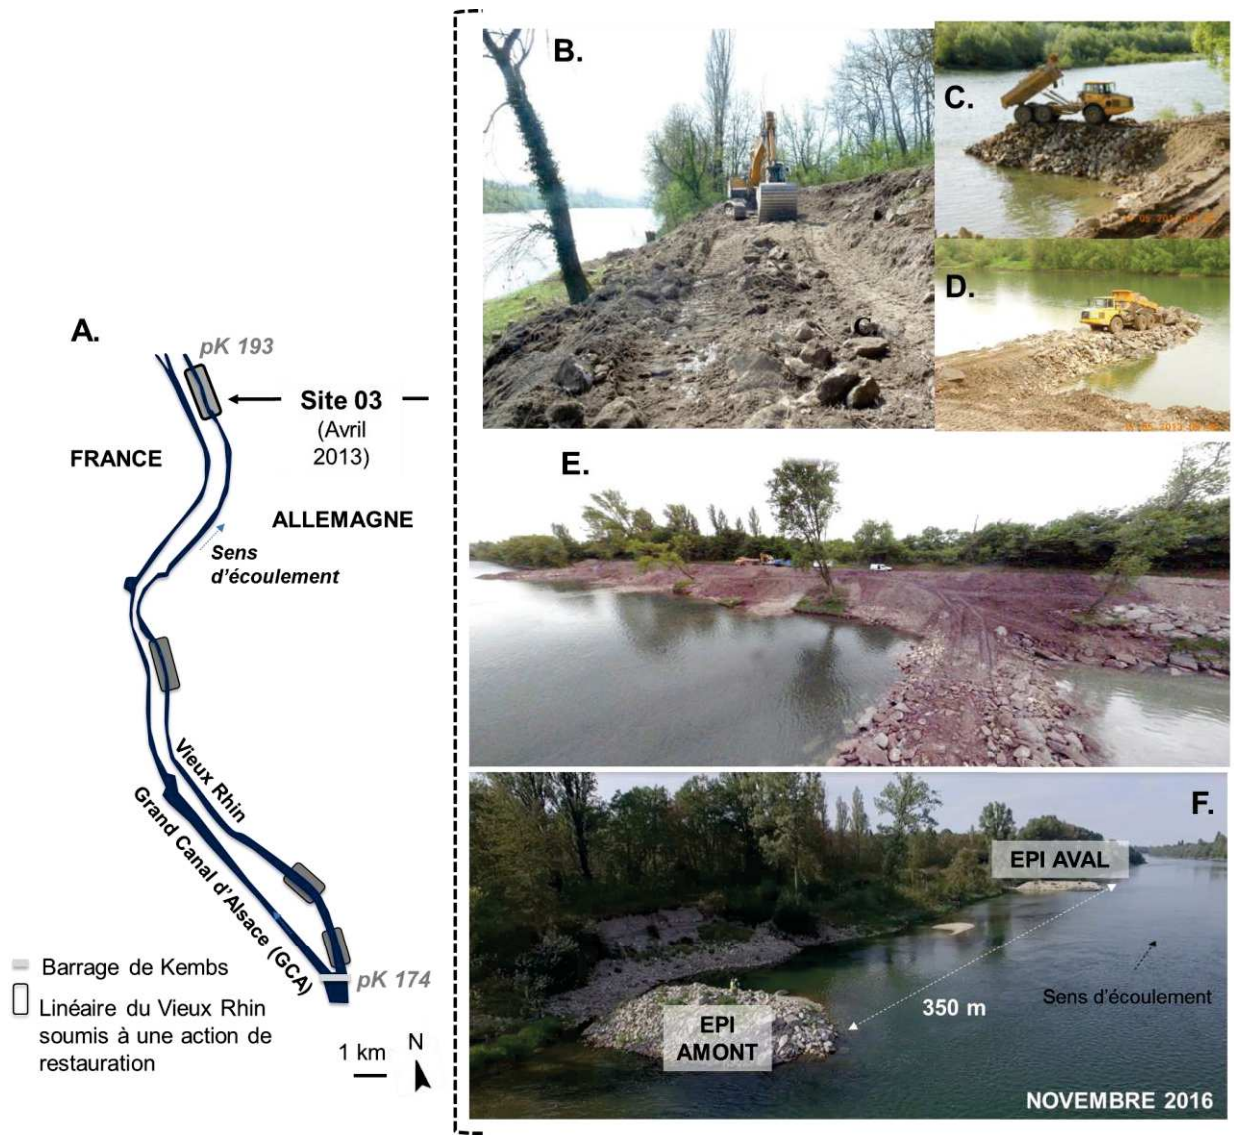 A.
pK 193
Site 03
(Avril
2013)
FRANCE
ALLEMAGNE
Sens
d'écoulement
Vieux Rhin
Grand Canal d'Alsace (GCA)
pK 174
Barrage de Kembs
Linéaire du Vieux Rhin
soumis à une action de
restauration
1 km
N
B.
C
C.
D.
E.
F.
EPI AVAL
350 m
Sens d'écoulement
EPI
AMONT
NOVEMBRE 2016